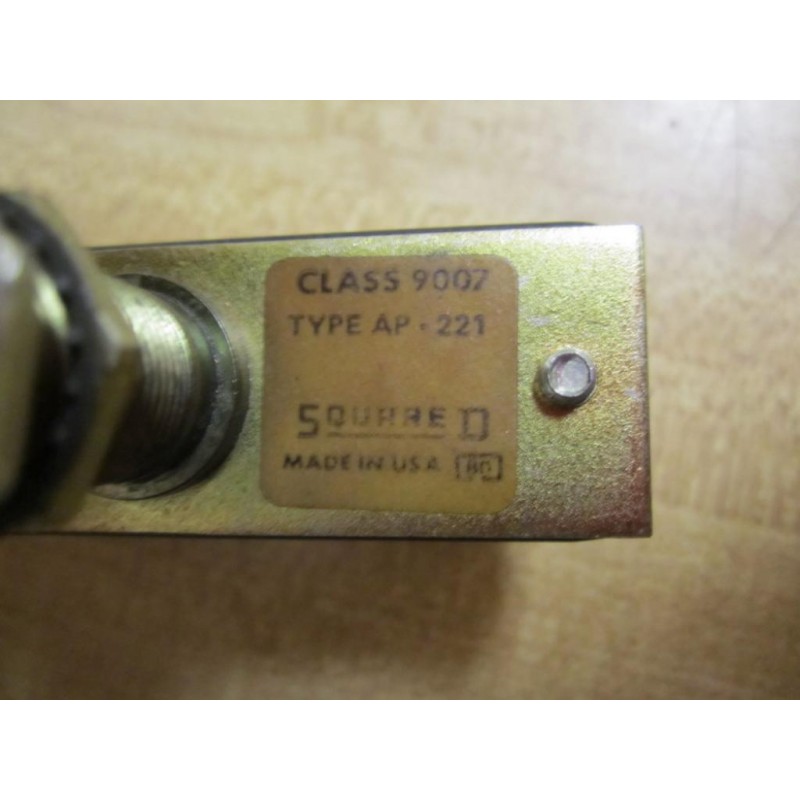 CLASS 9007
TYPE AP-221
SQUARE D
MADE IN USA